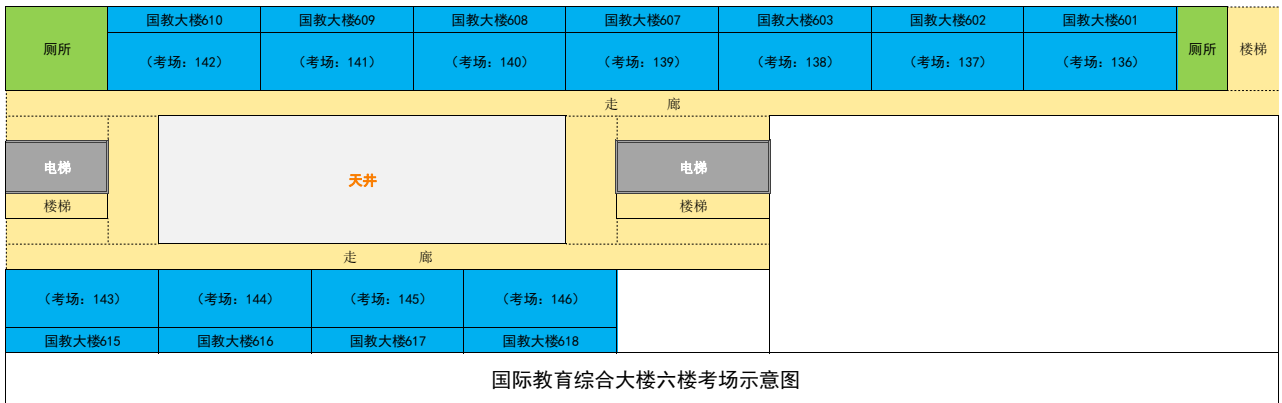 厕所
国教大楼610
国教大楼609
国教大楼608
国教大楼607
国教大楼603
国教大楼602
国教大楼601
厕所
楼梯
（考场：142）
（考场：141）
（考场：140）
（考场：139）
（考场：138）
（考场：137）
（考场：136）
走 廊
电梯
楼梯
天井
电梯
楼梯
走 廊
（考场：143）
（考场：144）
（考场：145）
（考场：146）
国教大楼615
国教大楼616
国教大楼617
国教大楼618
国际教育综合大楼六楼考场示意图